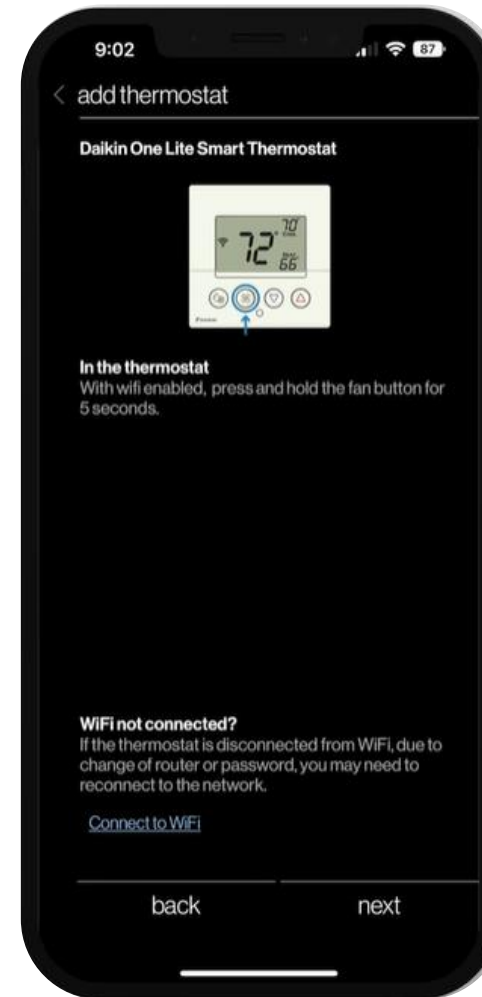 9:02
87
add thermostat
Daikin One Lite Smart Thermostat
72° 70°
66
In the thermostat
With wifi enabled, press and hold the fan button for
5 seconds.
WiFi not connected?
If the thermostat is disconnected from WiFi, due to
change of router or password, you may need to
reconnect to the network.
Connect to WiFi
back
next